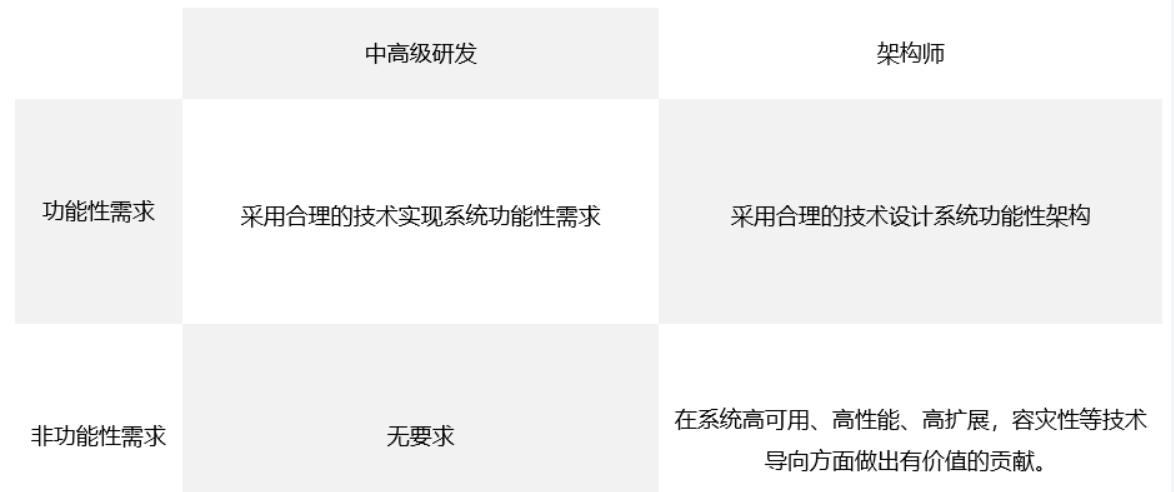 中高级研发
架构师
功能性需求
采用合理的技术实现系统功能性需求
采用合理的技术设计系统功能性架构
非功能性需求
无要求
在系统高可用、高性能、高扩展，容灾性等技术
导向方面做出有价值的贡献。